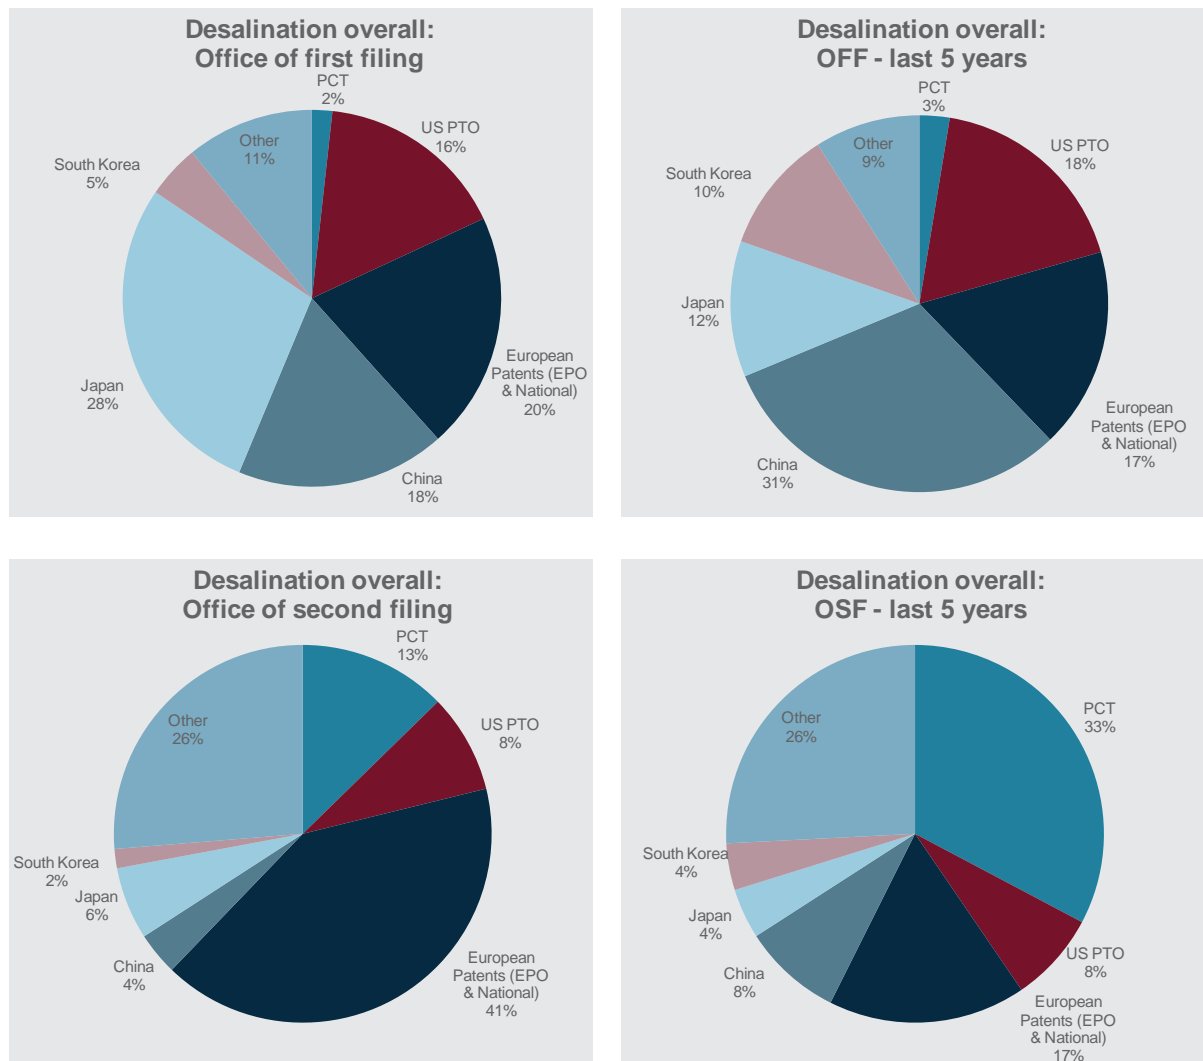 Desalination overall:
Office of first filing
PCT
2%
US PTO
16%
European
Patents (EPO
& National)
20%
China
18%
Japan
28%
South Korea
5%
Other
11%
Desalination overall:
OFF - last 5 years
PCT
3%
US PTO
18%
European
Patents (EPO
& National)
17%
China
31%
Japan
12%
South Korea
10%
Other
9%
Desalination overall:
Office of second filing
PCT
13%
US PTO
8%
European
Patents (EPO
& National)
41%
China
4%
Japan
6%
South Korea
2%
Other
26%
Desalination overall:
OSF - last 5 years
PCT
33%
US PTO
8%
European
Patents (EPO
& National)
17%
China
8%
Japan
4%
South Korea
4%
Other
26%